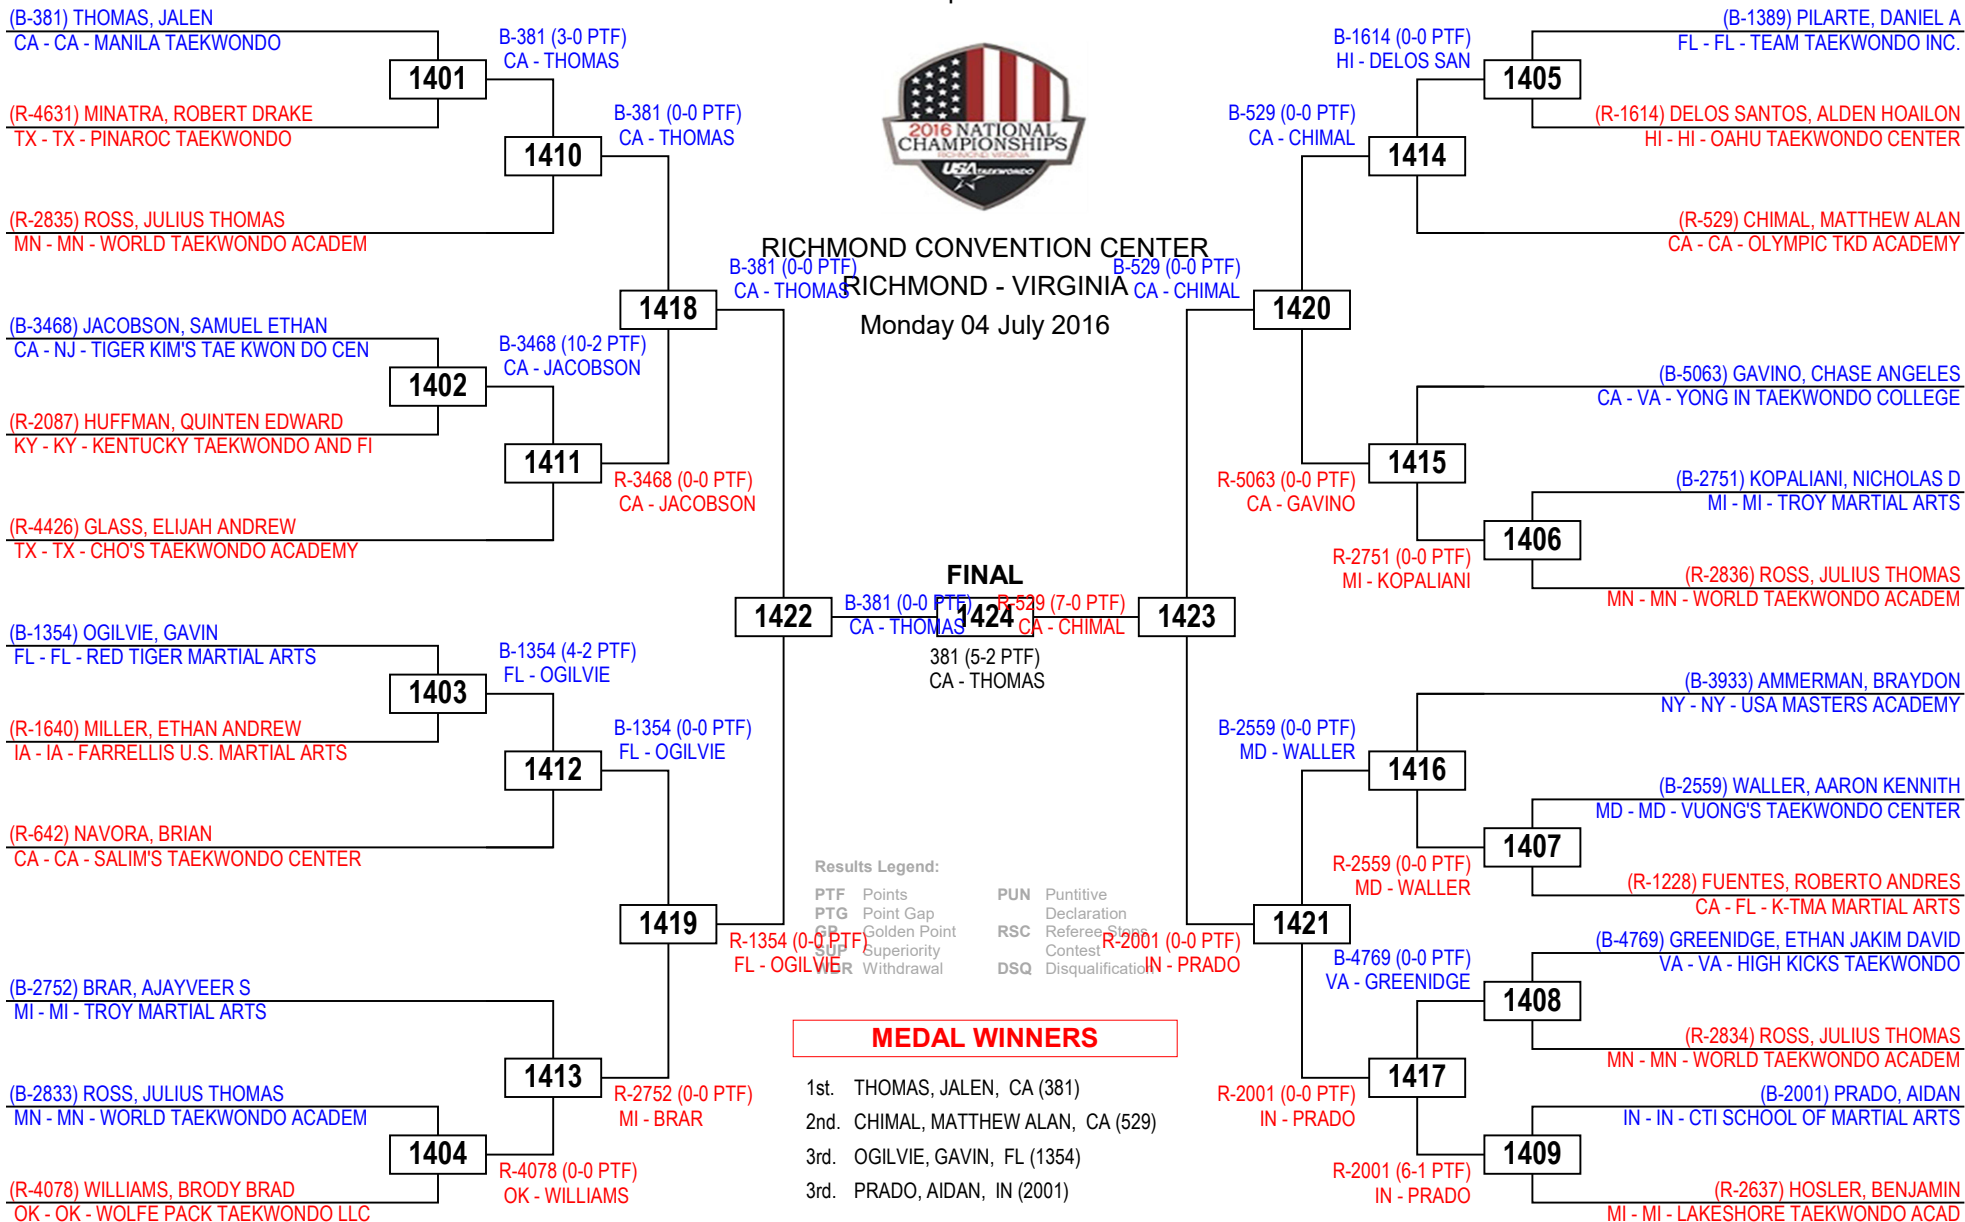 (B-381) THOMAS, JALEN
CA - CA - MANILA TAEKWONDO
1401
(R-4631) MINATRA, ROBERT DRAKE
TX - TX - PINAROC TAEKWONDO
B-381 (3-0 PTF)
CA - THOMAS
1410
(R-2835) ROSS, JULIUS THOMAS
MN - MN - WORLD TAEKWONDO ACADEM
B-381 (0-0 PTF)
CA - THOMAS
1418
(B-3468) JACOBSON, SAMUEL ETHAN
CA - NJ - TIGER KIM'S TAE KWON DO CEN
1402
(R-2087) HUFFMAN, QUINTEN EDWARD
KY - KY - KENTUCKY TAEKWONDO AND FI
B-3468 (10-2 PTF)
CA - JACOBSON
1411
(R-4426) GLASS, ELIJAH ANDREW
TX - TX - CHO'S TAEKWONDO ACADEMY
R-3468 (0-0 PTF)
CA - JACOBSON
B-381 (0-0 PTF)
CA - THOMAS
1422
(B-1354) OGILVIE, GAVIN
FL - FL - RED TIGER MARTIAL ARTS
1403
(R-1640) MILLER, ETHAN ANDREW
IA - IA - FARRELLIS U.S. MARTIAL ARTS
B-1354 (4-2 PTF)
FL - OGILVIE
1412
(R-642) NAVORA, BRIAN
CA - CA - SALIM'S TAEKWONDO CENTER
B-1354 (0-0 PTF)
FL - OGILVIE
1419
(B-2752) BRAR, AJAYVEER S
MI - MI - TROY MARTIAL ARTS
1413
R-2752 (0-0 PTF)
MI - BRAR
(B-2833) ROSS, JULIUS THOMAS
MN - MN - WORLD TAEKWONDO ACADEM
1404
(R-4078) WILLIAMS, BRODY BRAD
OK - OK - WOLFE PACK TAEKWONDO LLC
R-4078 (0-0 PTF)
OK - WILLIAMS
R-1354 (0-0 PTF)
FL - OGILVIE
2016 NATIONAL
CHAMPIONSHIPS
RICHMOND VIRGINIA
USA TAEKWONDO
RICHMOND CONVENTION CENTER
RICHMOND - VIRGINIA
Monday 04 July 2016
FINAL
B-381 (0-0 PTF)
CA - THOMAS
1424
R-529 (7-0 PTF)
CA - CHIMAL
381 (5-2 PTF)
CA - THOMAS
Results Legend:
PTF Points
PTG Point Gap
GP Golden Point
SUP Superiority
WDR Withdrawal
PUN Puntitive
Declaration
RSC Referee Stops
Contest
DSQ Disqualification
MEDAL WINNERS
1st. THOMAS, JALEN, CA (381)
2nd. CHIMAL, MATTHEW ALAN, CA (529)
3rd. OGILVIE, GAVIN, FL (1354)
3rd. PRADO, AIDAN, IN (2001)
(B-1389) PILARTE, DANIEL A
FL - FL - TEAM TAEKWONDO INC.
1405
(R-1614) DELOS SANTOS, ALDEN HOAILON
HI - HI - OAHU TAEKWONDO CENTER
B-1614 (0-0 PTF)
HI - DELOS SAN
1414
(R-529) CHIMAL, MATTHEW ALAN
CA - CA - OLYMPIC TKD ACADEMY
B-529 (0-0 PTF)
CA - CHIMAL
1420
B-529 (0-0 PTF)
CA - CHIMAL
(B-5063) GAVINO, CHASE ANGELES
CA - VA - YONG IN TAEKWONDO COLLEGE
1415
R-5063 (0-0 PTF)
CA - GAVINO
(B-2751) KOPALIANI, NICHOLAS D
MI - MI - TROY MARTIAL ARTS
1406
(R-2836) ROSS, JULIUS THOMAS
MN - MN - WORLD TAEKWONDO ACADEM
R-2751 (0-0 PTF)
MI - KOPALIANI
1423
(B-3933) AMMERMAN, BRAYDON
NY - NY - USA MASTERS ACADEMY
B-2559 (0-0 PTF)
MD - WALLER
1416
(B-2559) WALLER, AARON KENNITH
MD - MD - VUONG'S TAEKWONDO CENTER
1407
(R-1228) FUENTES, ROBERTO ANDRES
CA - FL - K-TMA MARTIAL ARTS
R-2559 (0-0 PTF)
MD - WALLER
1421
R-2001 (0-0 PTF)
IN - PRADO
(B-4769) GREENIDGE, ETHAN JAKIM DAVID
VA - VA - HIGH KICKS TAEKWONDO
1408
(R-2834) ROSS, JULIUS THOMAS
MN - MN - WORLD TAEKWONDO ACADEM
B-4769 (0-0 PTF)
VA - GREENIDGE
1417
R-2001 (0-0 PTF)
IN - PRADO
(B-2001) PRADO, AIDAN
IN - IN - CTI SCHOOL OF MARTIAL ARTS
1409
(R-2637) HOSLER, BENJAMIN
MI - MI - LAKESHORE TAEKWONDO ACAD
R-2001 (6-1 PTF)
IN - PRADO